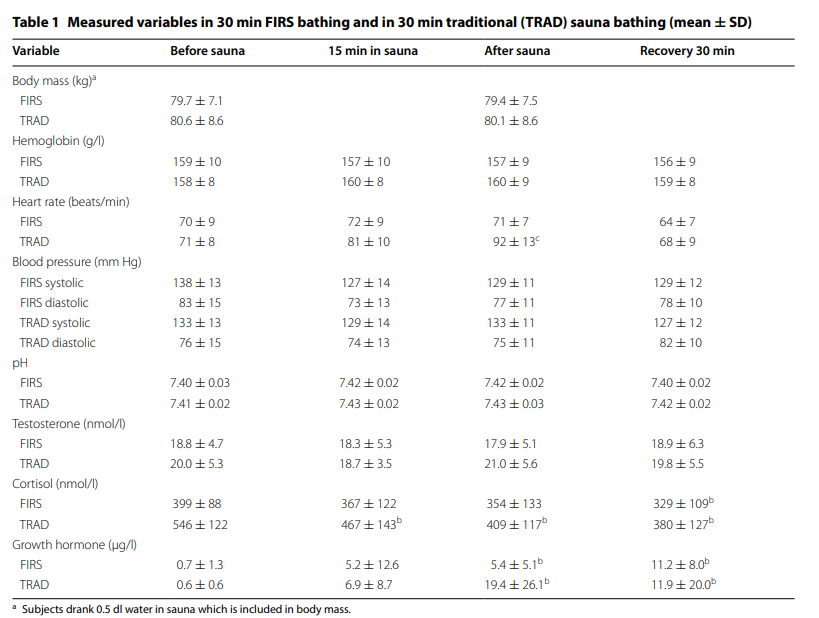 Table 1 Measured variables in 30 min FIRS bathing and in 30 min traditional (TRAD) sauna bathing (mean ± SD)
Variable Before sauna 15 min in sauna After sauna Recovery 30 min
Body mass (kg)a
FIRS 79.7 ± 7.1 79.4 ± 7.5
TRAD 80.6 ± 8.6 80.1 ± 8.6
Hemoglobin (g/l)
FIRS 159 ± 10 157 ± 10 157 ± 9 156 ± 9
TRAD 158 ± 8 160 ± 8 160 ± 9 159 ± 8
Heart rate (beats/min)
FIRS 70 ± 9 72 ± 9 71 ± 7 64 ± 7
TRAD 71 ± 8 81 ± 10 92 ± 13c 68 ± 9
Blood pressure (mm Hg)
FIRS systolic 138 ± 13 127 ± 14 129 ± 11 129 ± 12
FIRS diastolic 83 ± 15 73 ± 13 77 ± 11 78 ± 10
TRAD systolic 133 ± 13 129 ± 14 133 ± 11 127 ± 12
TRAD diastolic 76 ± 15 74 ± 13 75 ± 11 82 ± 10
pH
FIRS 7.40 ± 0.03 7.42 ± 0.02 7.42 ± 0.02 7.40 ± 0.02
TRAD 7.41 ± 0.02 7.43 ± 0.02 7.43 ± 0.03 7.42 ± 0.02
Testosterone (nmol/l)
FIRS 18.8 ± 4.7 18.3 ± 5.3 17.9 ± 5.1 18.9 ± 6.3
TRAD 20.0 ± 5.3 18.7 ± 3.5 21.0 ± 5.6 19.8 ± 5.5
Cortisol (nmol/l)
FIRS 399 ± 88 367 ± 122 354 ± 133 329 ± 109b
TRAD 546 ± 122 467 ± 143b 409 ± 117b 380 ± 127b
Growth hormone (µg/l)
FIRS 0.7 ± 1.3 5.2 ± 12.6 5.4 ± 5.1b 11.2 ± 8.0b
TRAD 0.6 ± 0.6 6.9 ± 8.7 19.4 ± 26.1b 11.9 ± 20.0b
a Subjects drank 0.5 dl water in sauna which is included in body mass.